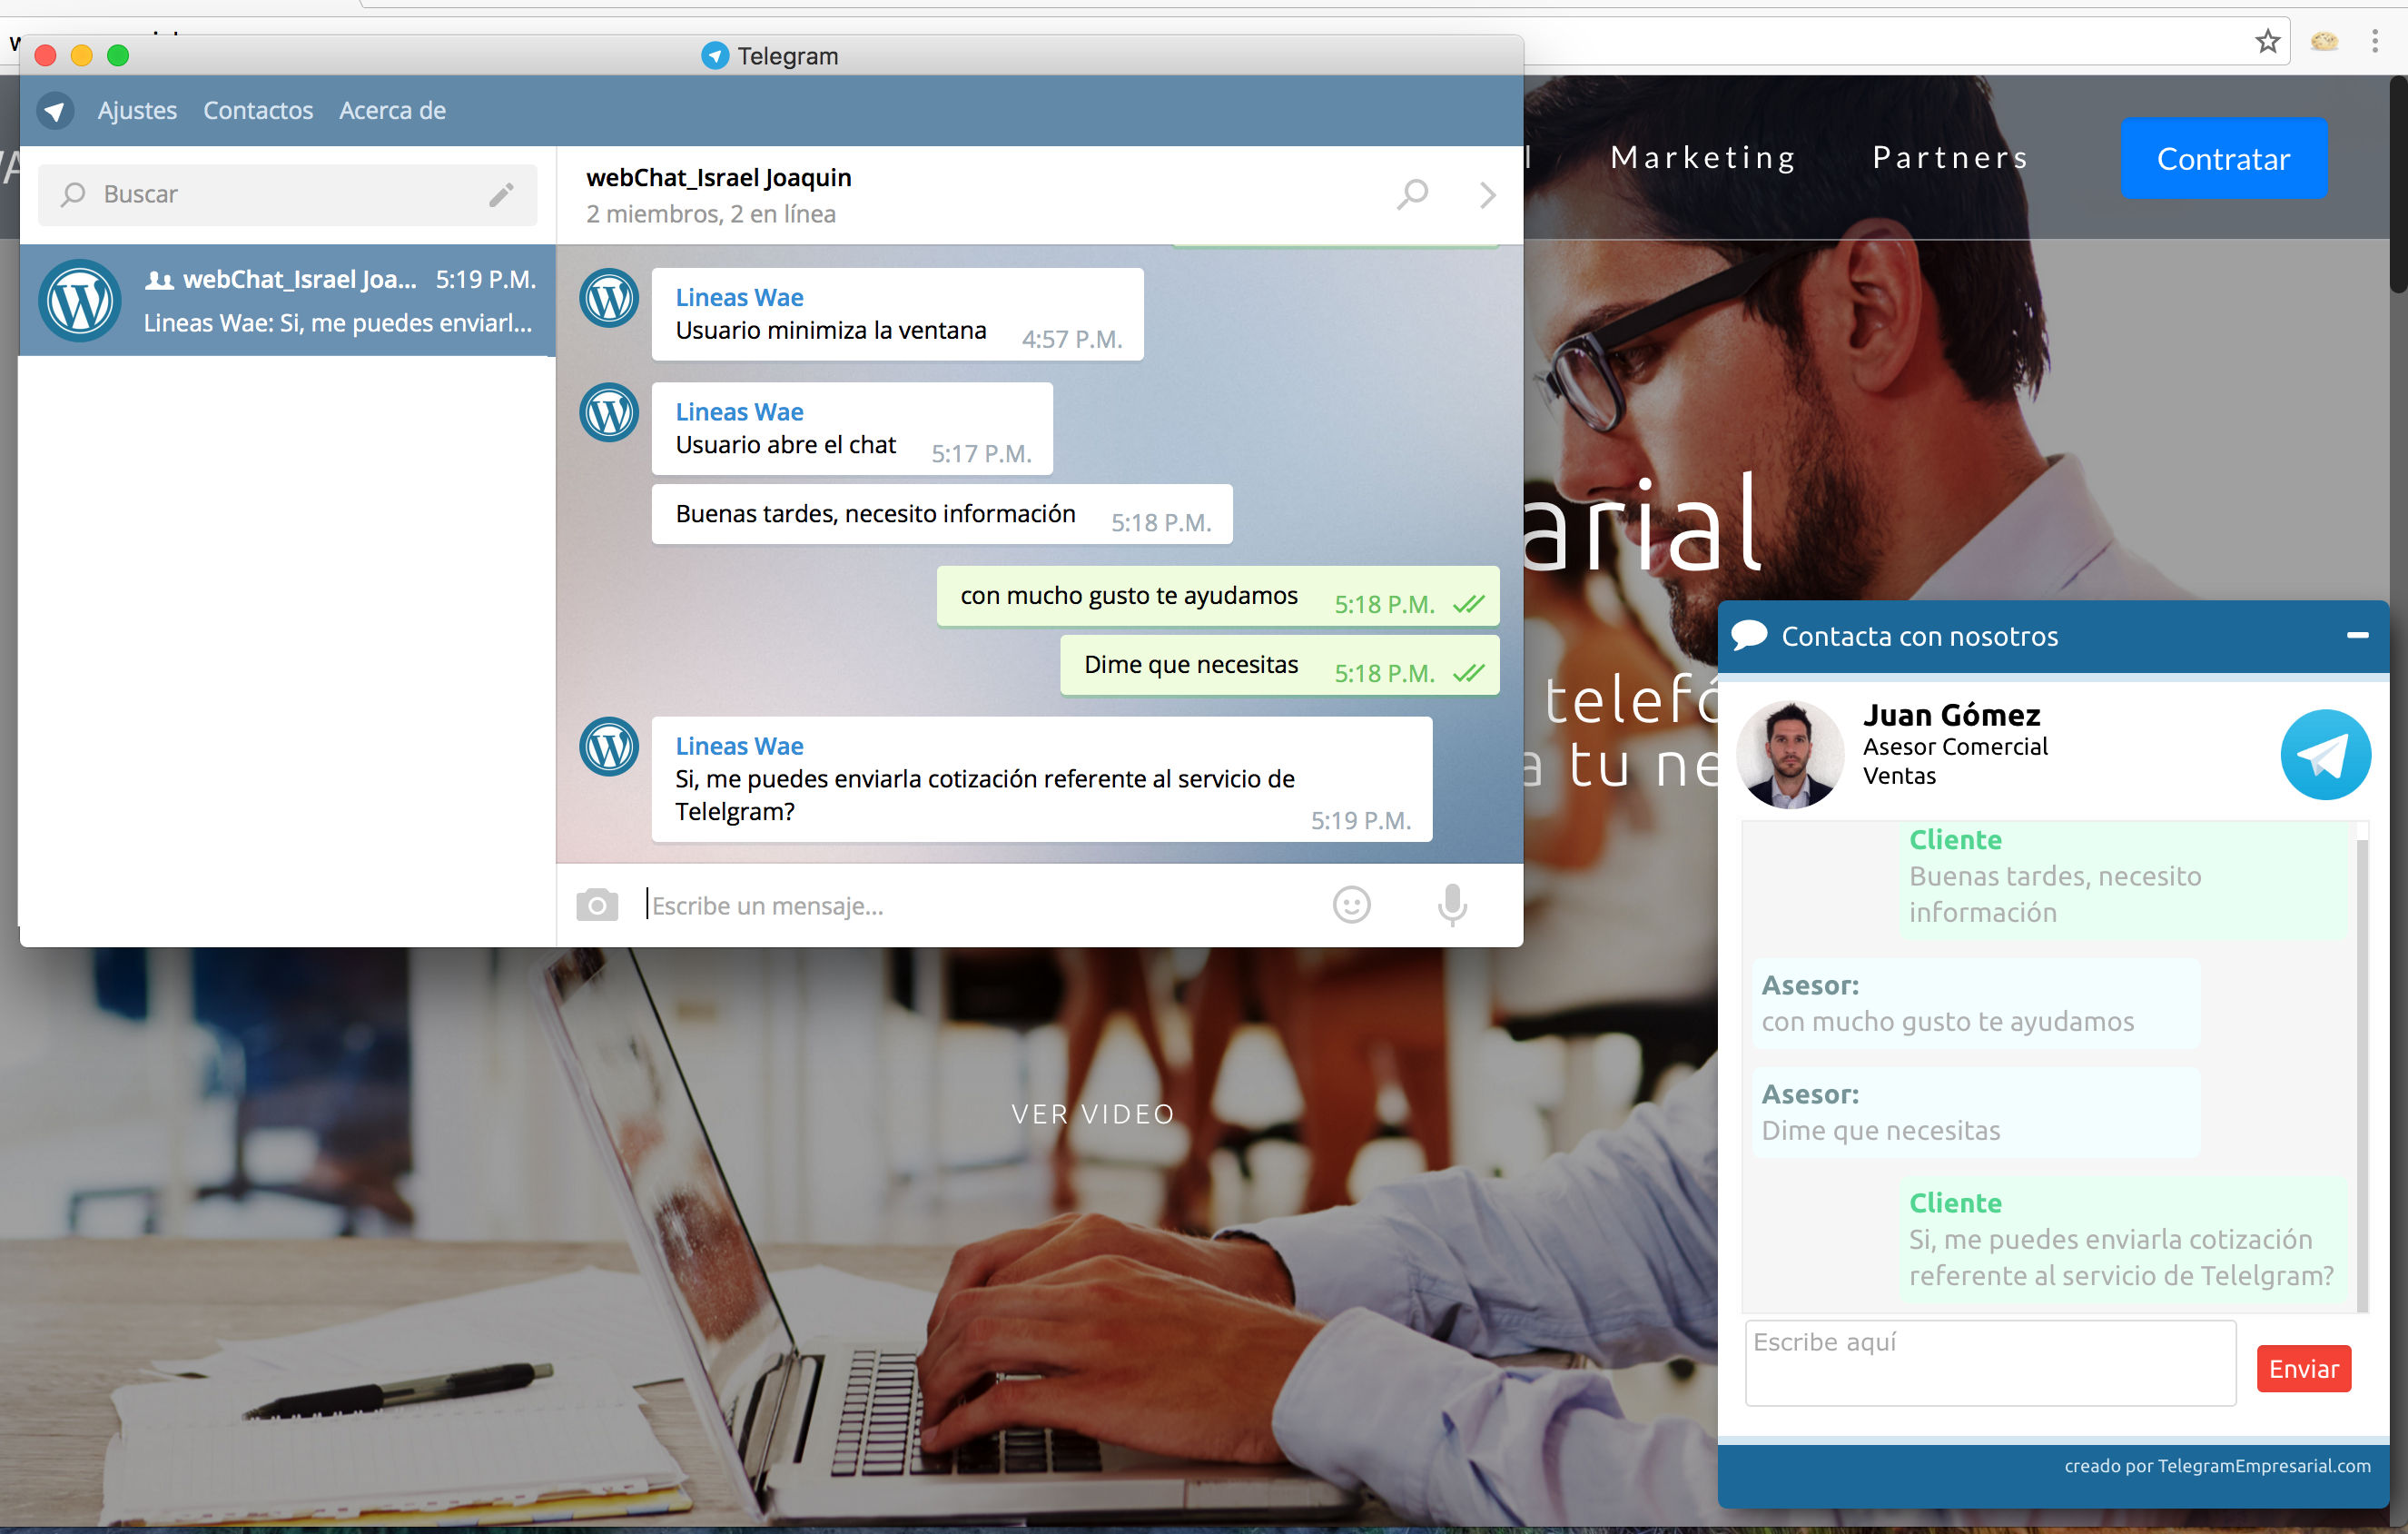 Telegram
Ajustes Contactos Acerca de
Buscar
webChat_Israel Joa... 5:19 P.M.
Lineas Wae: Si, me puedes enviarl...
webChat_Israel Joaquin
2 miembros, 2 en línea
Lineas Wae
Usuario minimiza la ventana 4:57 P.M.
Lineas Wae
Usuario abre el chat 5:17 P.M.
Buenas tardes, necesito información 5:18 P.M.
con mucho gusto te ayudamos 5:18 P.M.
Dime que necesitas 5:18 P.M.
Lineas Wae
Si, me puedes enviarla cotización referente al servicio de
Telelgram?
5:19 P.M.
Escribe un mensaje...
Marketing Partners Contratar
arial
telefó
a tu ne
VER VIDEO
Contacta con nosotros
Juan Gómez
Asesor Comercial
Ventas
Cliente
Buenas tardes, necesito
información
Asesor:
con mucho gusto te ayudamos
Asesor:
Dime que necesitas
Cliente
Si, me puedes enviarla cotización
referente al servicio de Telelgram?
Escribe aquí
Enviar
creado por TelegramEmpresarial.com